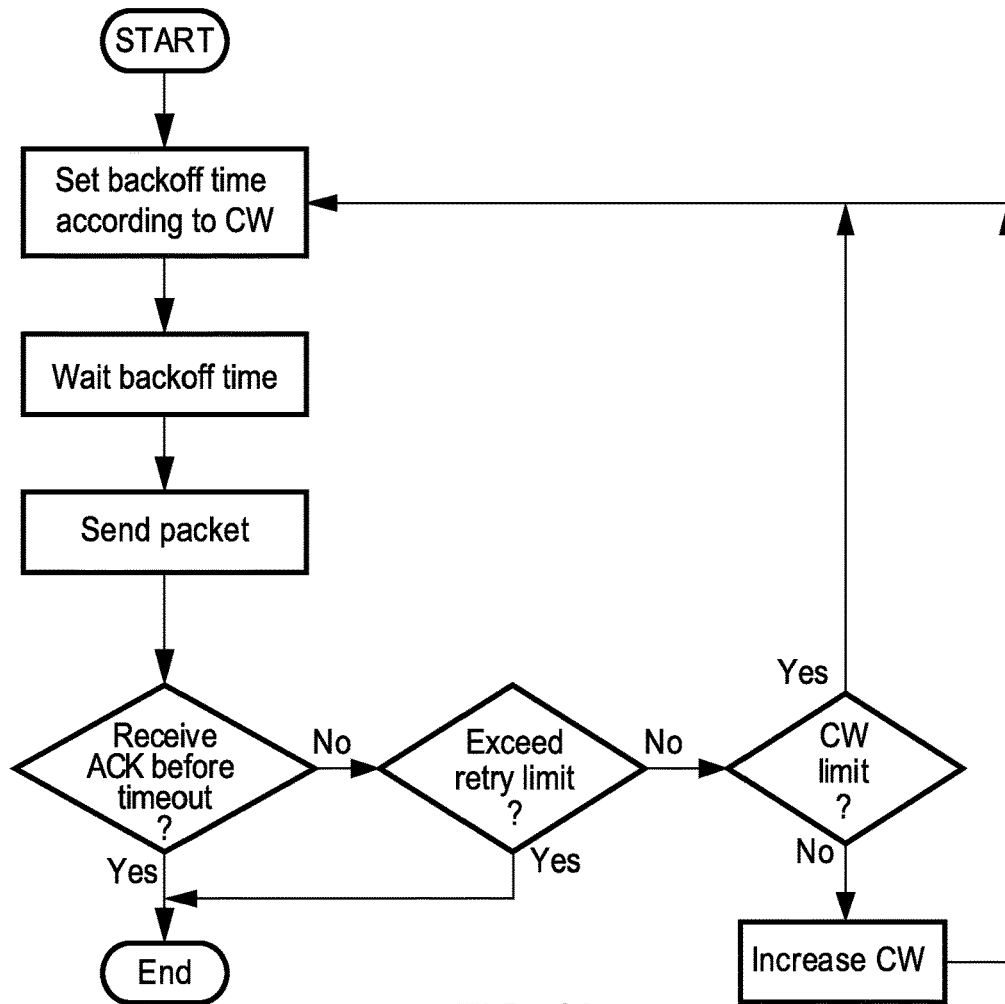 START
Set backoff time
according to CW
Wait backoff time
Send packet
Receive
ACK before
timeout
?
No
Yes
Exceed
retry limit
?
No
Yes
CW
limit
?
Yes
No
Increase CW
End